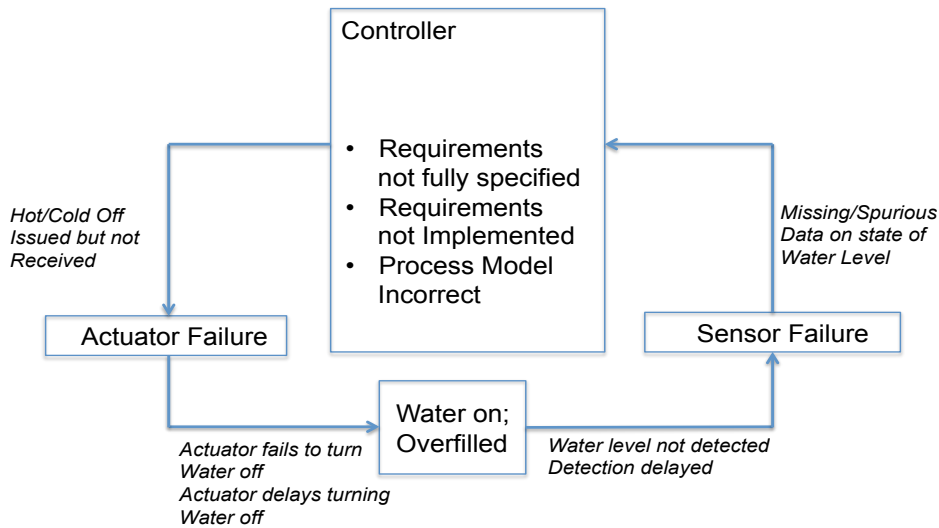 Controller
• Requirements
not fully specified
• Requirements
not Implemented
• Process Model
Incorrect
Hot/Cold Off
Issued but not
Received
Missing/Spurious
Data on state of
Water Level
Actuator Failure
Sensor Failure
Water on;
Overfilled
Actuator fails to turn
Water off
Actuator delays turning
Water off
Water level not detected
Detection delayed